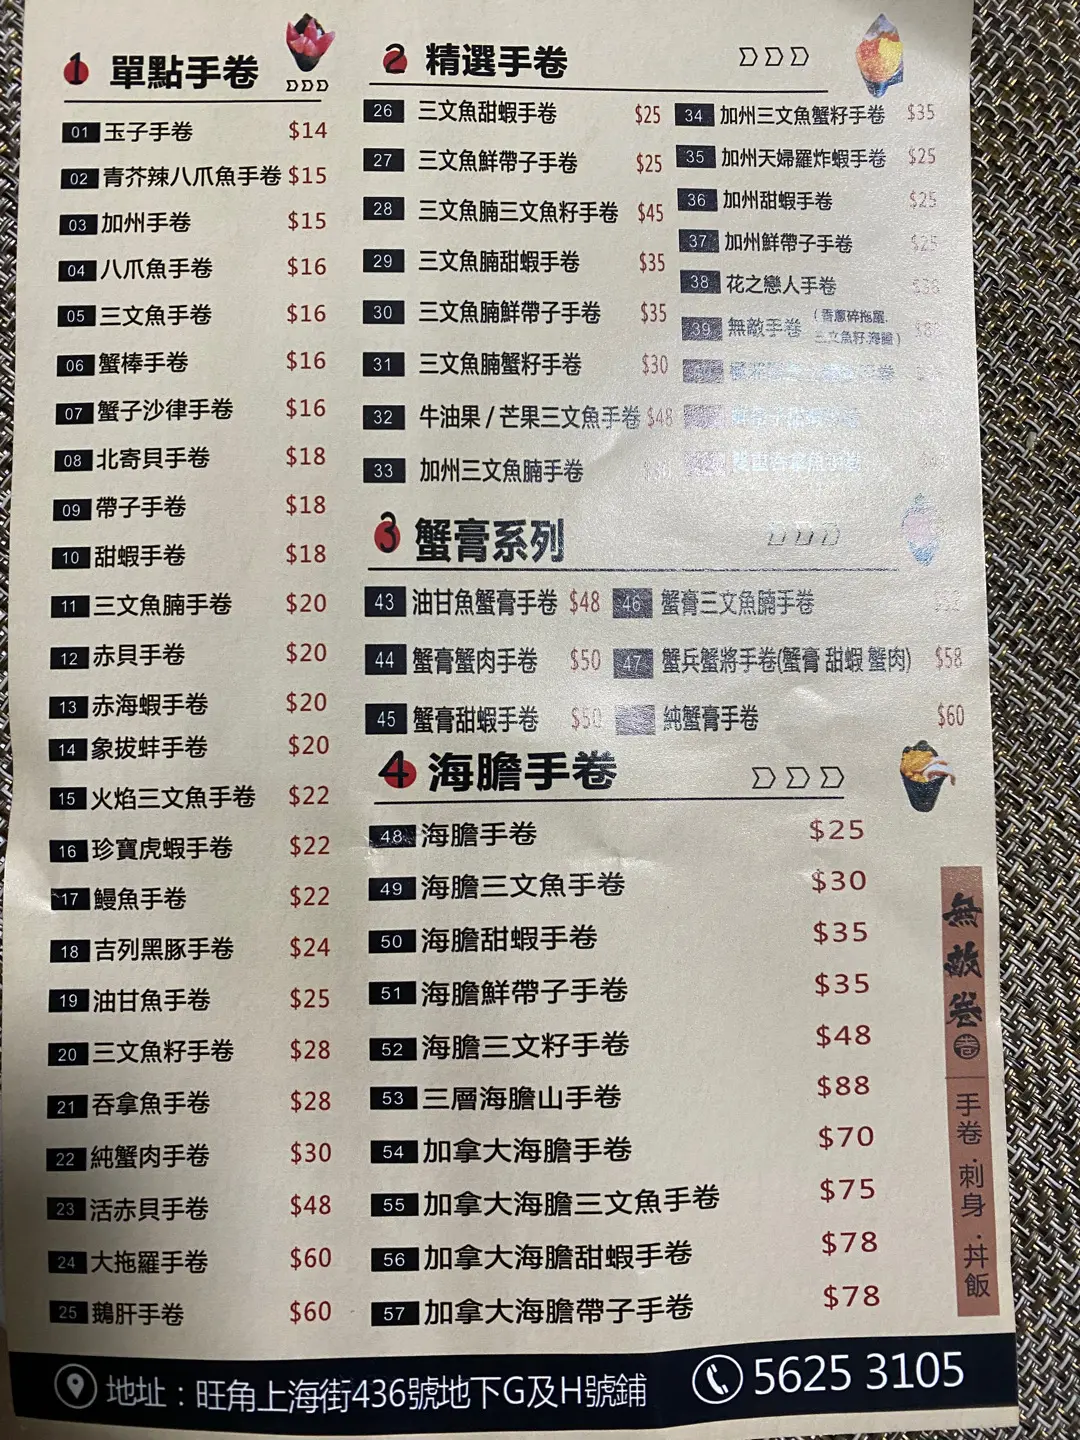 1 單點手卷
01 玉子手卷 $14
02 青芥辣八爪魚手卷 $15
03 加州手卷 $15
04 八爪魚手卷 $16
05 三文魚手卷 $16
06 蟹棒手卷 $16
07 蟹子沙律手卷 $16
08 北寄貝手卷 $18
09 帶子手卷 $18
10 甜蝦手卷 $18
11 三文魚腩手卷 $20
12 赤貝手卷 $20
13 赤海蝦手卷 $20
14 象拔蚌手卷 $20
15 火焰三文魚手卷 $22
16 珍寶虎蝦手卷 $22
17 鰻魚手卷 $22
18 吉列黑豚手卷 $24
19 油甘魚手卷 $25
20 三文魚籽手卷 $28
21 吞拿魚手卷 $28
22 純蟹肉手卷 $30
23 活赤貝手卷 $48
24 大拖羅手卷 $60
25 鵝肝手卷 $60
2 精選手卷
26 三文魚甜蝦手卷 $25
27 三文魚鮮帶子手卷 $25
28 三文魚腩三文魚籽手卷 $45
29 三文魚腩甜蝦手卷 $35
30 三文魚腩鮮帶子手卷 $35
31 三文魚腩蟹籽手卷 $30
32 牛油果/芒果三文魚手卷 $48
33 加州三文魚腩手卷
34 加州三文魚蟹籽手卷 $35
35 加州天婦羅炸蝦手卷 $25
36 加州甜蝦手卷 $25
37 加州鮮帶子手卷 $25
38 花之戀人手卷
39 無敵手卷 (香蔥碎拖羅.
三文魚籽.海膽)
3 蟹膏系列
43 油甘魚蟹膏手卷 $48
44 蟹膏蟹肉手卷 $50
45 蟹膏甜蝦手卷 $50
46 蟹膏三文魚腩手卷
47 蟹兵蟹將手卷(蟹膏 甜蝦 蟹肉) $58
純蟹膏手卷 $60
4 海膽手卷
48 海膽手卷 $25
49 海膽三文魚手卷 $30
50 海膽甜蝦手卷 $35
51 海膽鮮帶子手卷 $35
52 海膽三文籽手卷 $48
53 三層海膽山手卷 $88
54 加拿大海膽手卷 $70
55 加拿大海膽三文魚手卷 $75
56 加拿大海膽甜蝦手卷 $78
57 加拿大海膽帶子手卷 $78
無敵卷 手卷.刺身.丼飯
地址：旺角上海街436號地下G及H號鋪
5625 3105